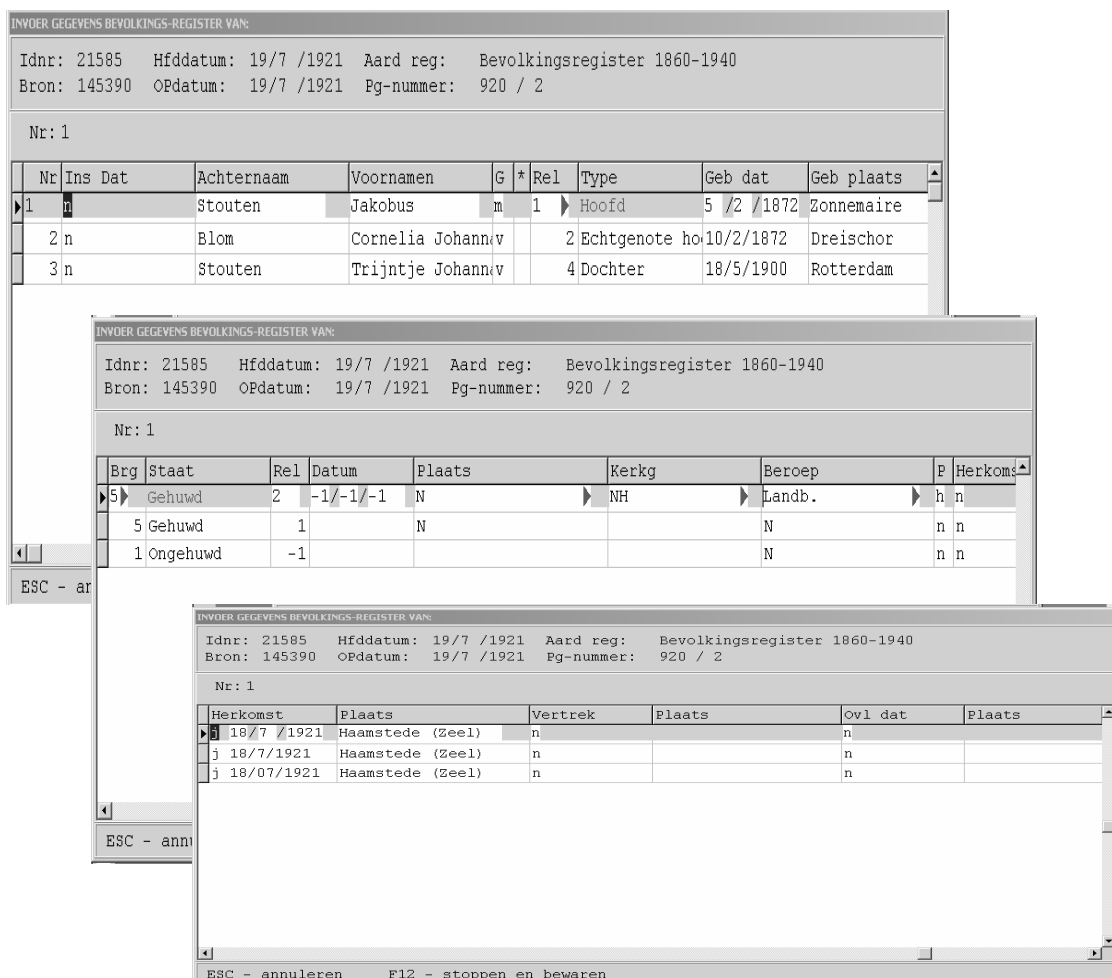 INVOER GEGEVENS BEVOLKINGS-REGISTER VAN:
Idnr: 21585 Hfddatum: 19/7 /1921 Aard reg: Bevolkingsregister 1860-1940
Bron: 145390 OPdatum: 19/7 /1921 Pg-nummer: 920 / 2
Nr: 1
Nr Ins Dat Achternaam Voornamen G * Rel Type Geb dat Geb plaats
1 n Stouten Jakobus m 1 Hoofd 5 /2 /1872 Zonnemaire
2 n Blom Cornelia Johanna v 2 Echtgenote ho 10/2/1872 Dreischor
3 n Stouten Trijntje Johanna v 4 Dochter 18/5/1900 Rotterdam
ESC - an
INVOER GEGEVENS BEVOLKINGS-REGISTER VAN:
Idnr: 21585 Hfddatum: 19/7 /1921 Aard reg: Bevolkingsregister 1860-1940
Bron: 145390 OPdatum: 19/7 /1921 Pg-nummer: 920 / 2
Nr: 1
Brg Staat Rel Datum Plaats Kerkg Beroep P Herkoms
5 Gehuwd 2 -1/-1/-1 N NH Landb. h n
5 Gehuwd 1 N N n n
1 Ongehuwd -1 N n n
ESC - annu
INVOER GEGEVENS BEVOLKINGS-REGISTER VAN:
Idnr: 21585 Hfddatum: 19/7 /1921 Aard reg: Bevolkingsregister 1860-1940
Bron: 145390 OPdatum: 19/7 /1921 Pg-nummer: 920 / 2
Nr: 1
Herkomst Plaats Vertrek Plaats Ovl dat Plaats
j 18/7 /1921 Haamstede (Zeel) n n
j 18/7/1921 Haamstede (Zeel) n n
j 18/07/1921 Haamstede (Zeel) n n
ESC - annuleren F12 - stoppen en bewaren